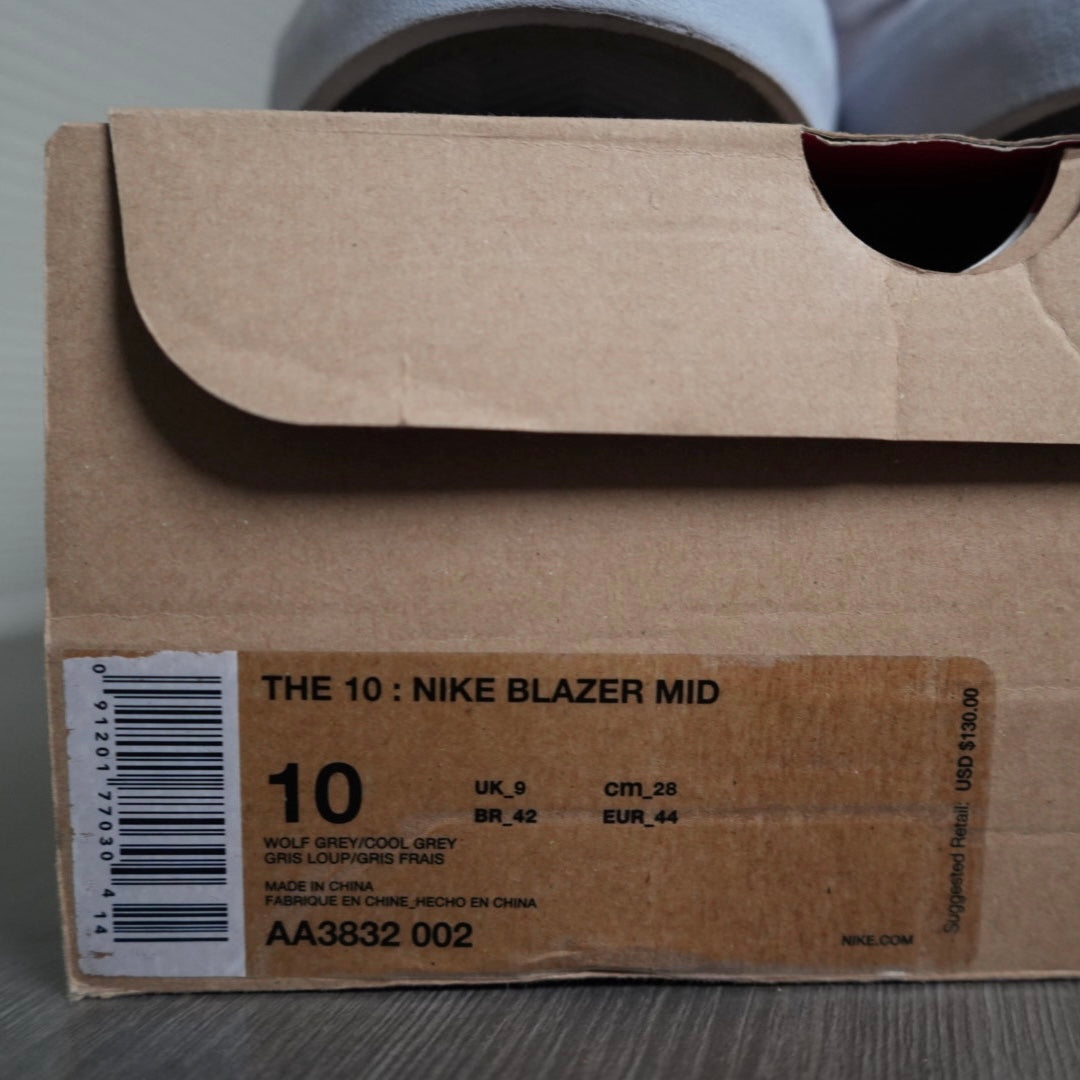 THE 10 : NIKE BLAZER MID
10
UK_9 cm_28
BR_42 EUR_44
WOLF GREY/COOL GREY
GRIS LOUP/GRIS FRAIS
MADE IN CHINA
FABRIQUE EN CHINE_HECHO EN CHINA
AA3832 002
NIKE.COM
Suggested Retail: USD $130.00
0 91201 77030 4 14